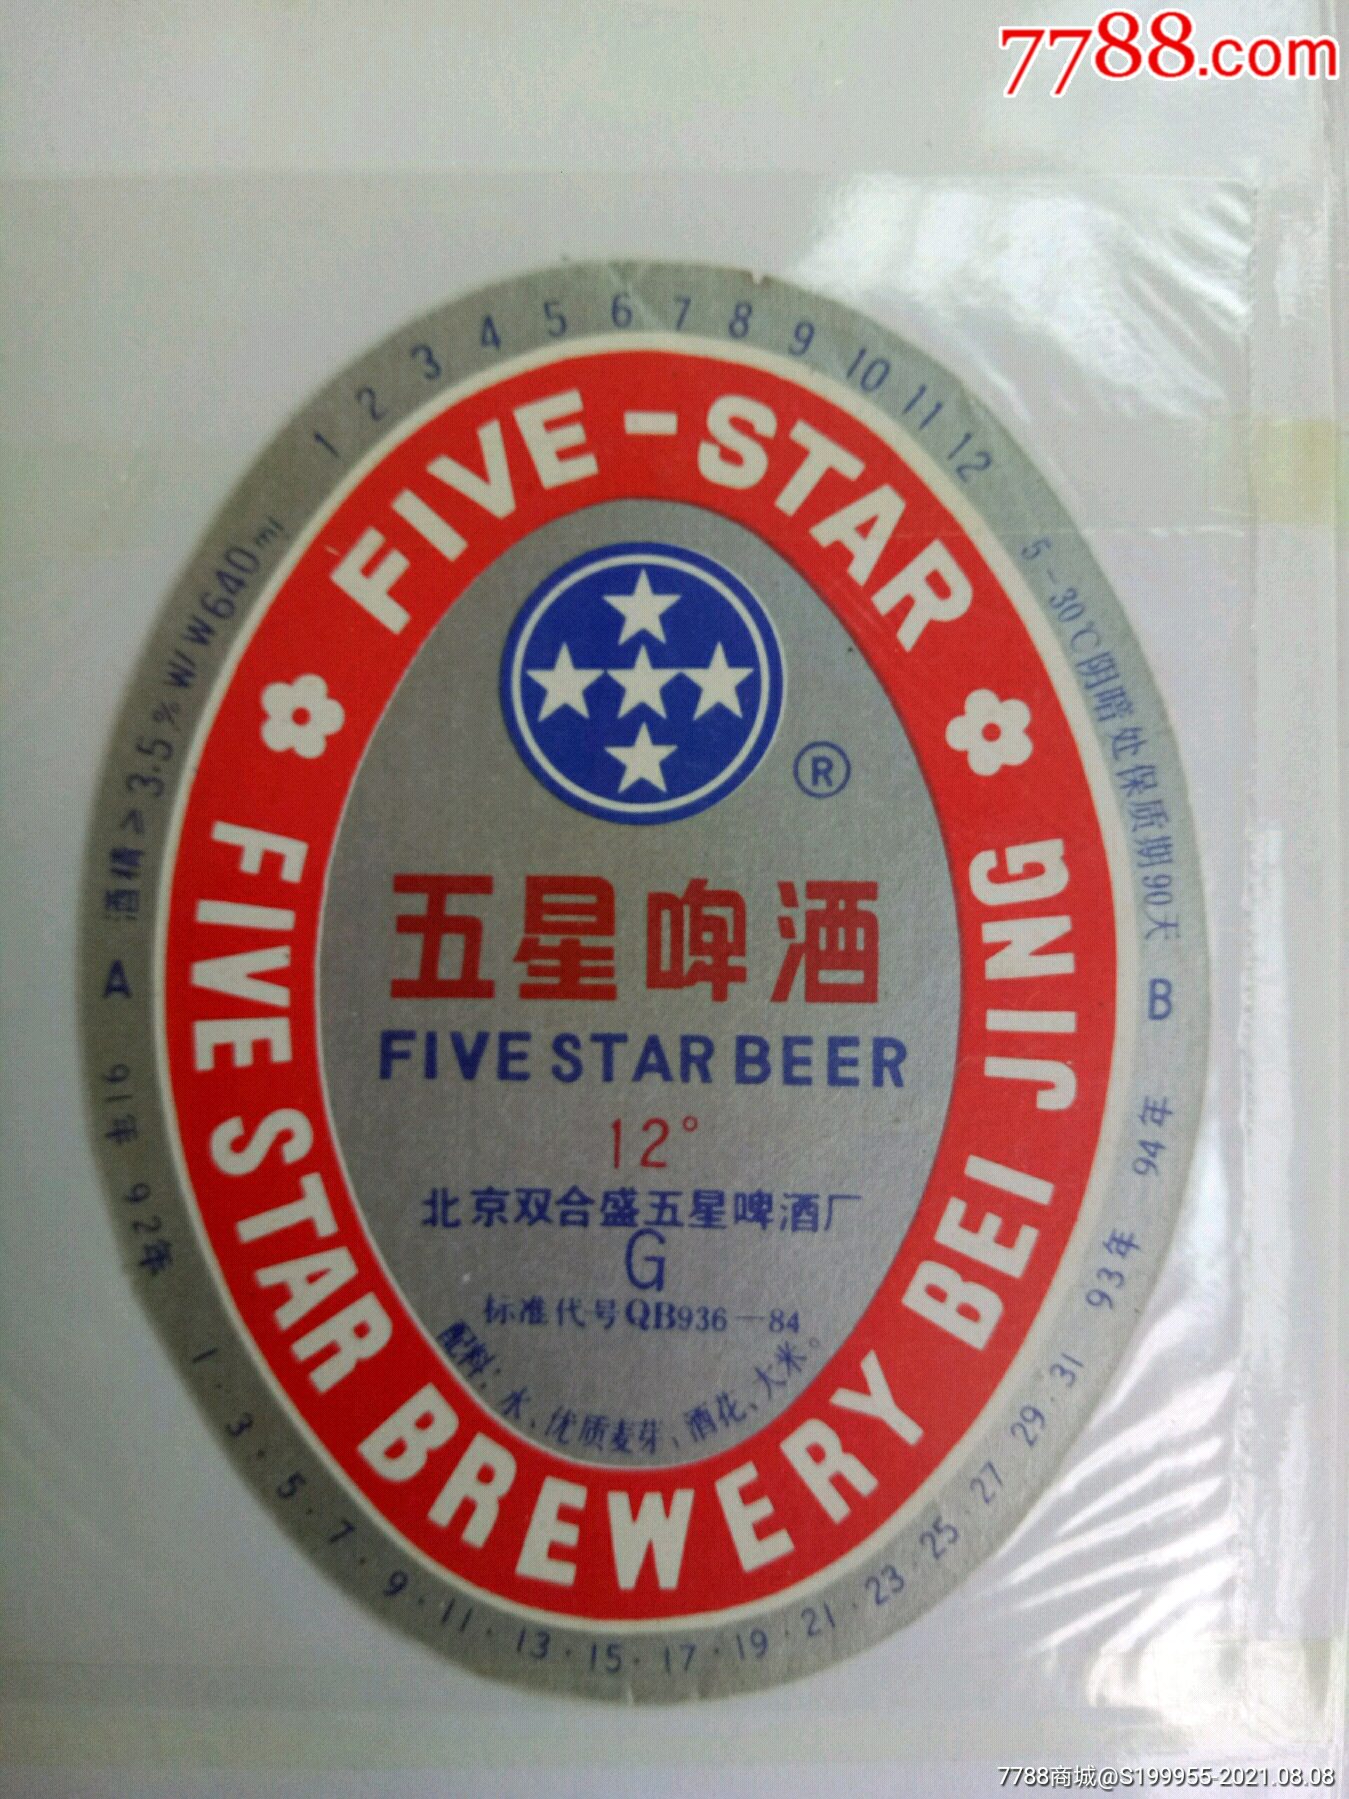 7788.com
1 2 3 4 5 6 7 8 9 10 11 12
5-30℃阴暗处保质期90天 B
酒精≥3.5% W/W 640ml
A
FIVE-STAR
®
五星啤酒
FIVE STAR BEER
12°
北京双合盛五星啤酒厂
G
标准代号QB936-84
配料：水、优质麦芽、酒花、大米。
FIVE STAR BREWERY BEI JING
91年 92年
1·3·5·7·9·11·13·15·17·19·21·23·25·27·29·31
93年 94年
7788商城@S199955-2021.08.08